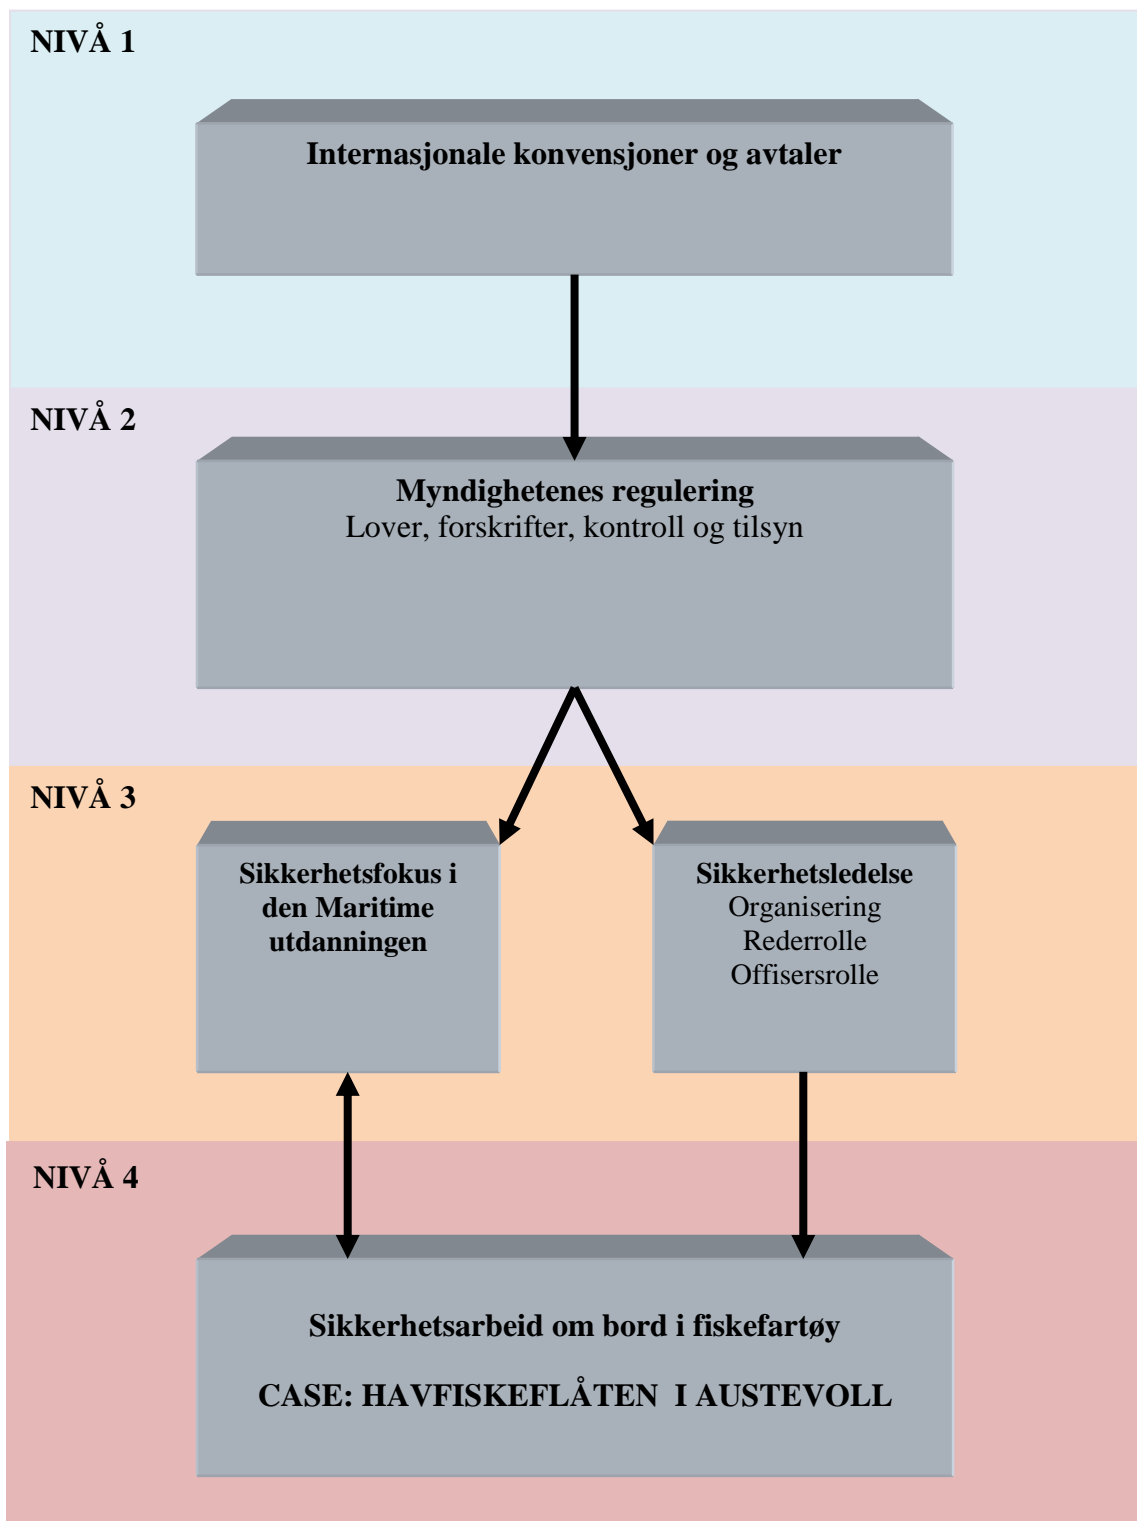 NIVÅ 1
Internasjonale konvensjoner og avtaler
NIVÅ 2
Myndighetenes regulering
Lover, forskrifter, kontroll og tilsyn
NIVÅ 3
Sikkerhetsfokus i
den Maritime
utdanningen
Sikkerhetsledelse
Organisering
Rederrolle
Offisersrolle
NIVÅ 4
Sikkerhetsarbeid om bord i fiskefartøy
CASE: HAVFISKEFLÅTEN  I AUSTEVOLL